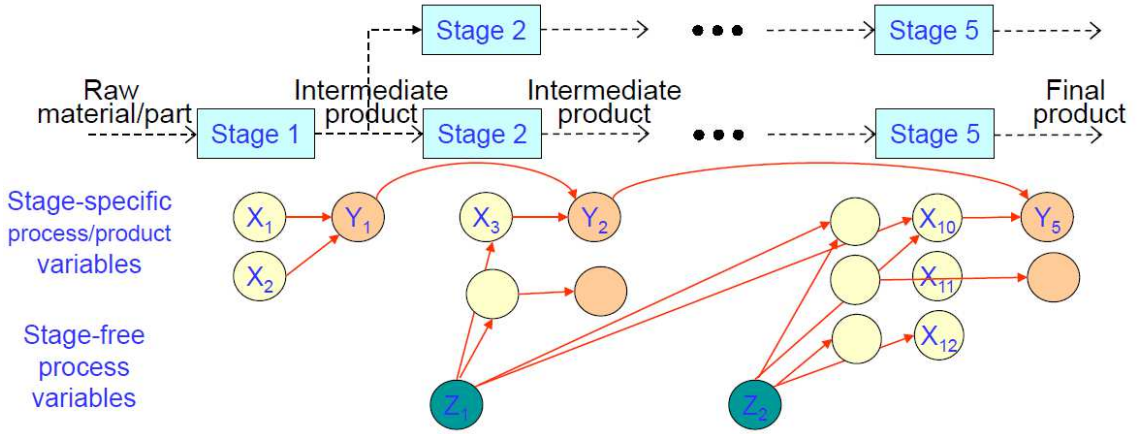 Stage 2
Stage 5
Raw
material/part
Stage 1
Intermediate
product
Stage 2
Intermediate
product
Stage 5
Final
product
Stage-specific
process/product
variables
X₁
Y₁
X₃
Y₂
X₁₀
Y₅
X₂
X₁₁
X₁₂
Stage-free
process
variables
Z₁
Z₂